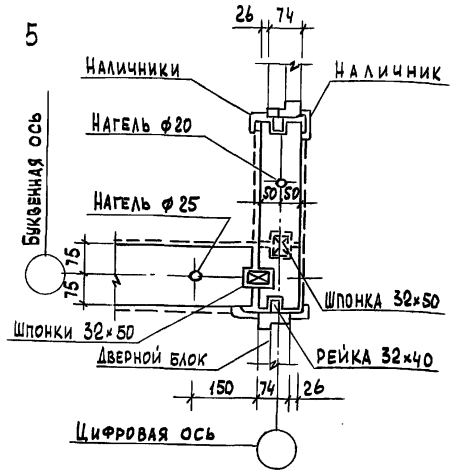 5
26 74
Наличники
Наличник
Нагель ф20
Буквенная ось
50 50
Нагель ф25
75
75
Шпонка 32×50
Шпонки 32×50
Дверной блок
Рейка 32×40
150 74 26
Цифровая ось